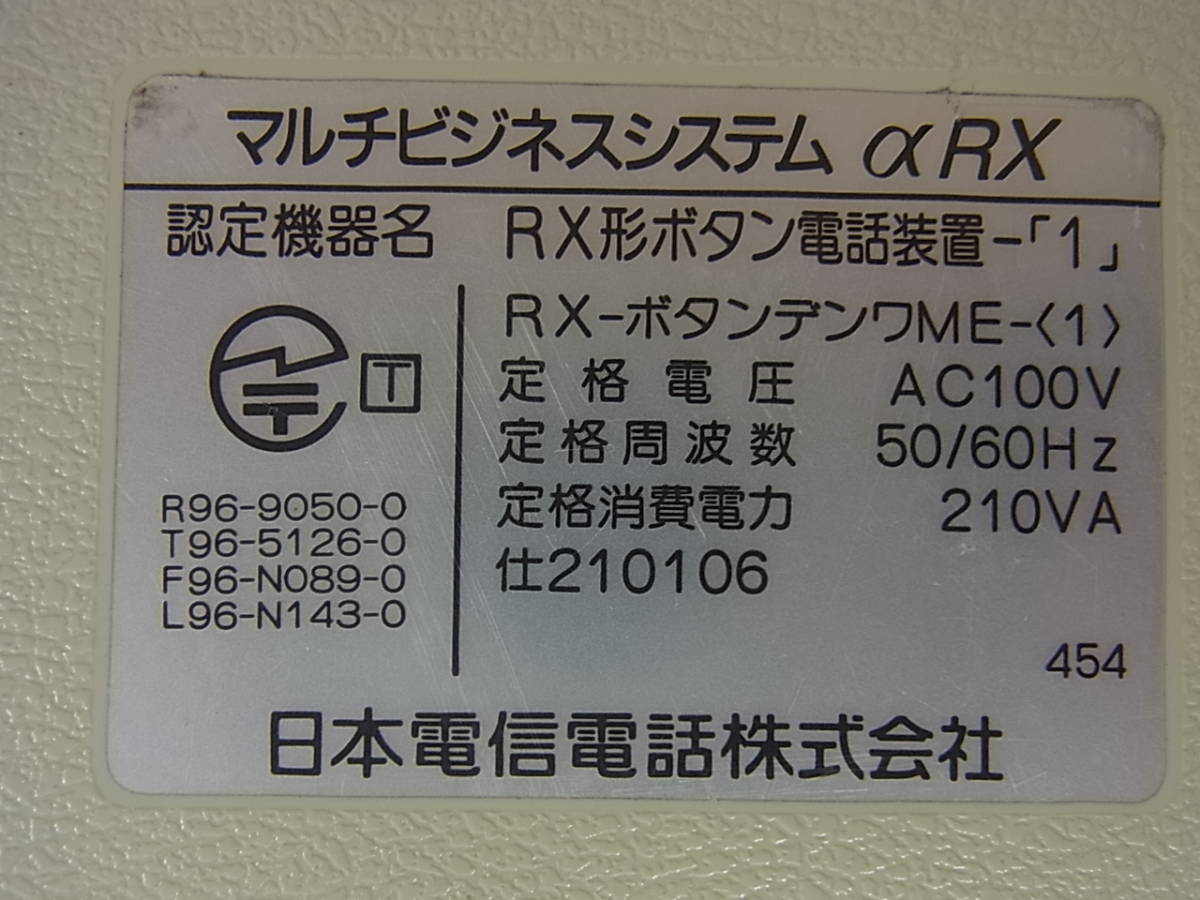 マルチビジネスシステム αRX
認定機器名 RX形ボタン電話装置-「1」
RX-ボタンデンワME-〈1〉
定格電圧 AC100V
定格周波数 50/60Hz
定格消費電力 210VA
仕210106
T
R96-9050-0
T96-5126-0
F96-N089-0
L96-N143-0
454
日本電信電話株式会社